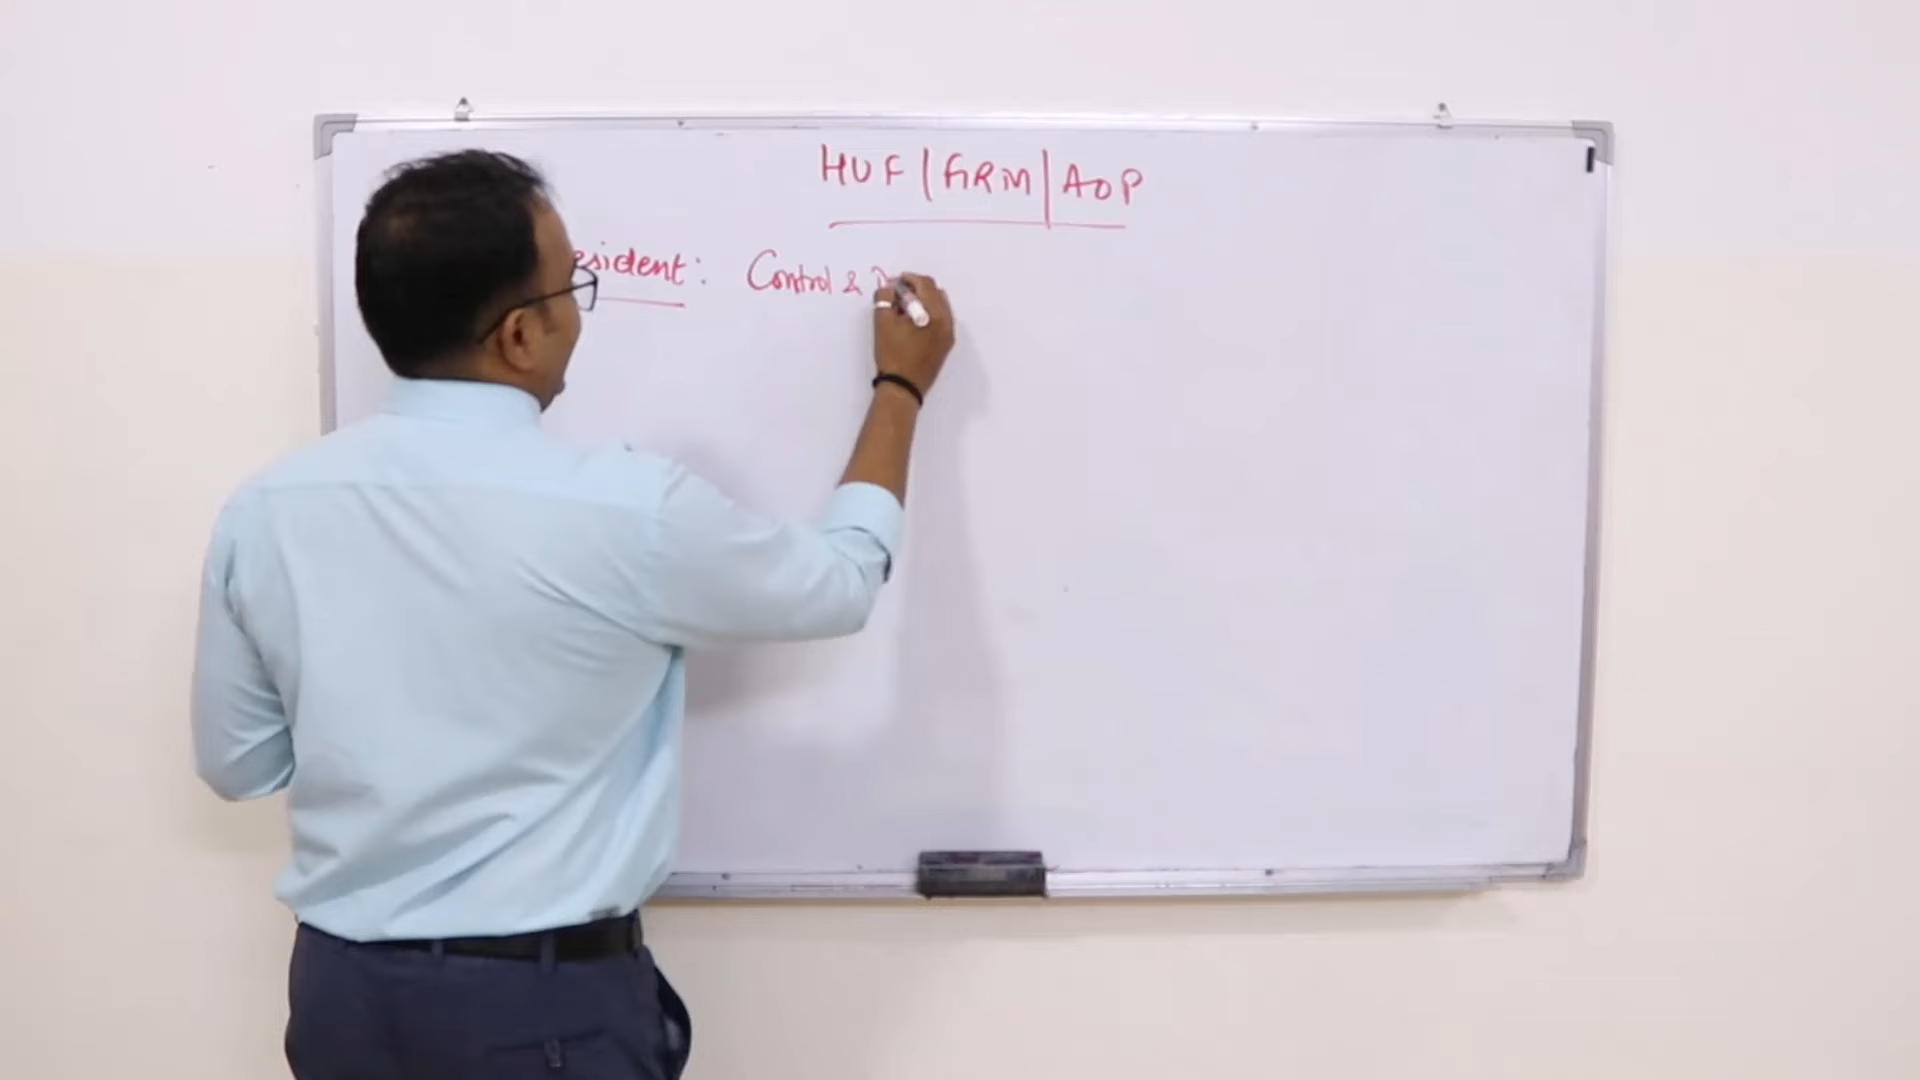 HUF | FIRM | AOP
esident : Control &